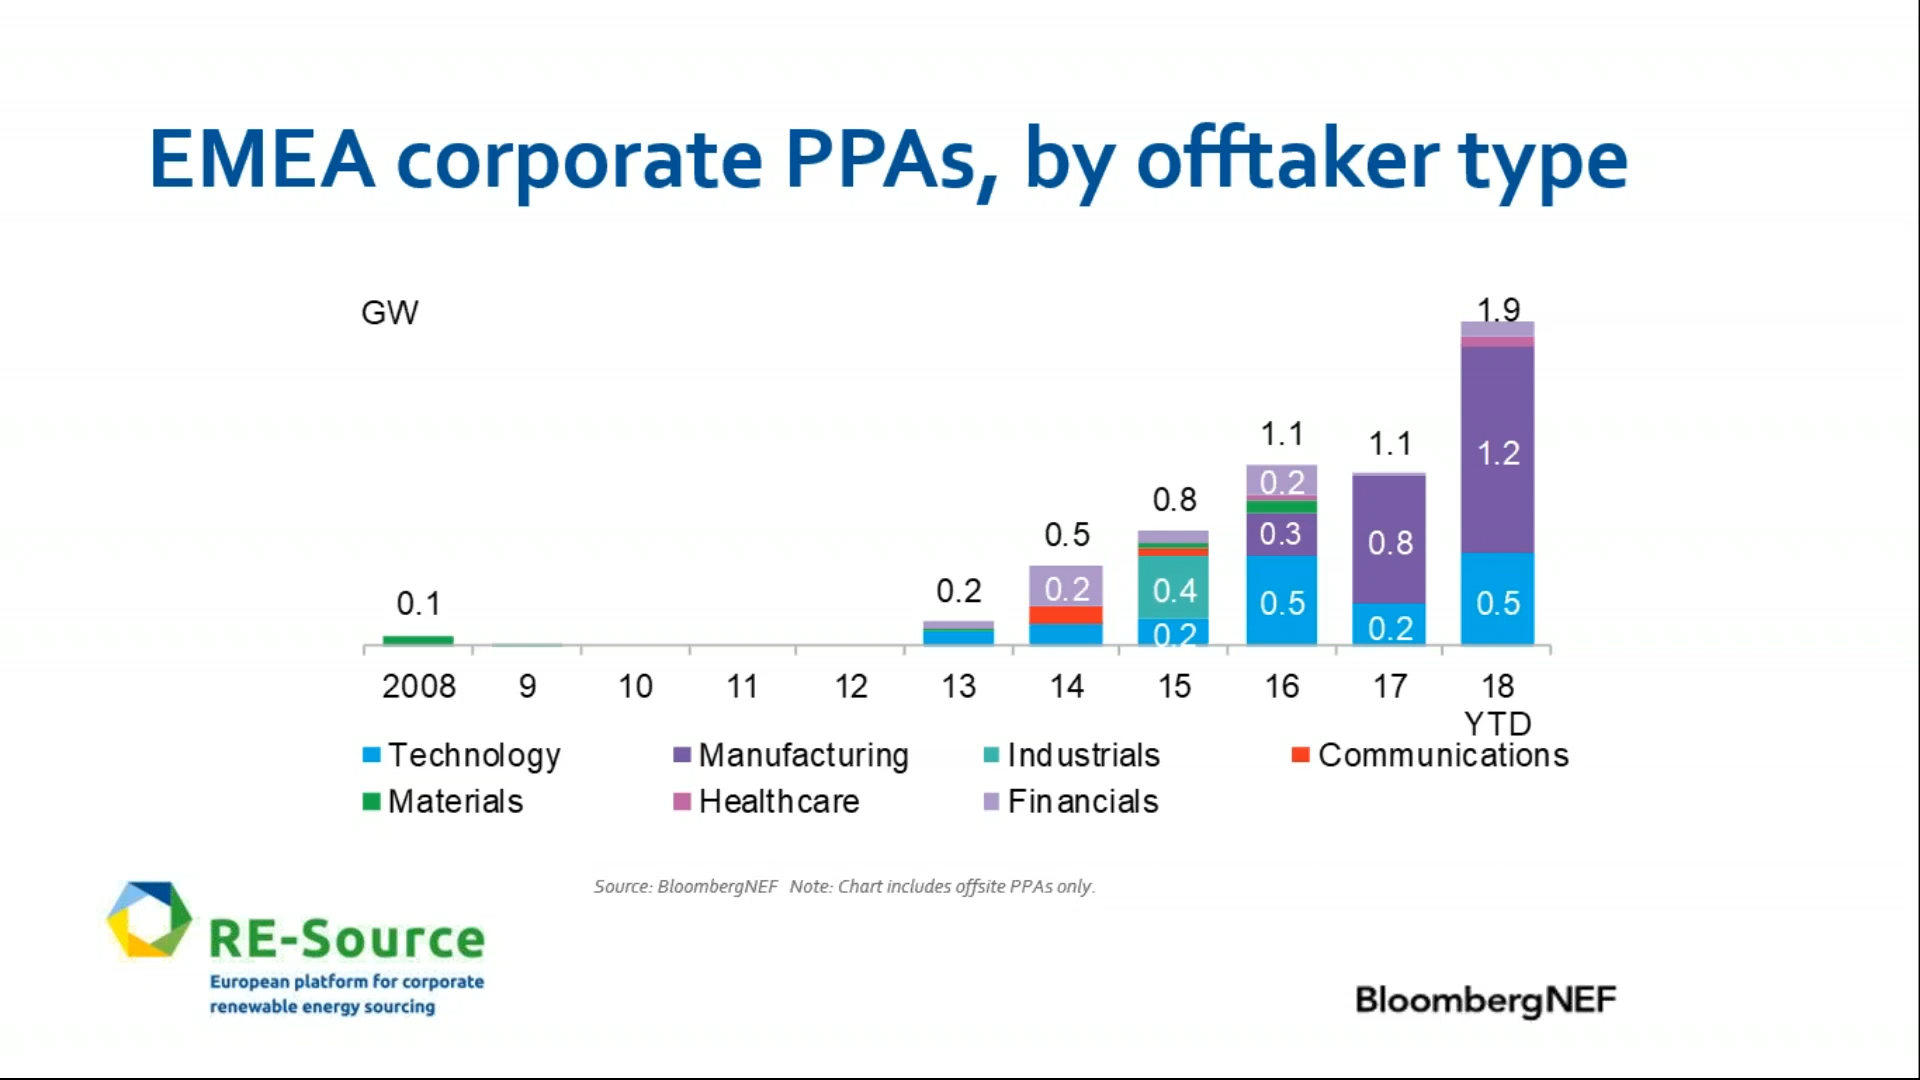 EMEA corporate PPAs, by offtaker type
GW
0.1
0.2
0.5
0.2
0.8
0.4
0.2
1.1
0.2
0.3
0.5
1.1
0.8
0.2
1.9
1.2
0.5
2008 9 10 11 12 13 14 15 16 17 18
YTD
Technology Manufacturing Industrials Communications
Materials Healthcare Financials
Source: BloombergNEF Note: Chart includes offsite PPAs only.
RE-Source
European platform for corporate
renewable energy sourcing
BloombergNEF